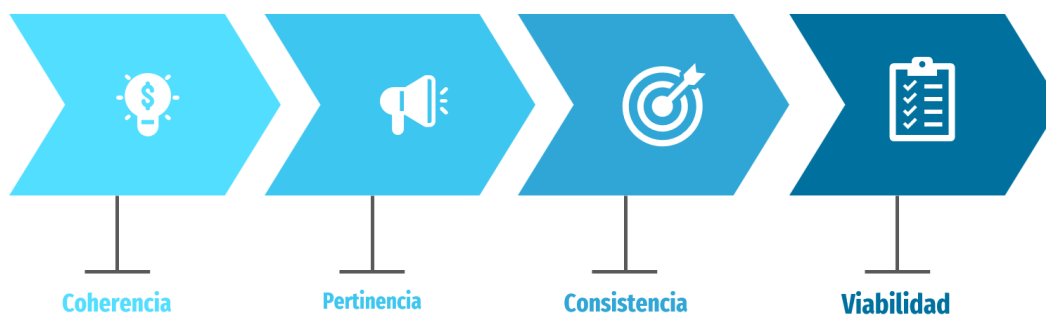 $
Coherencia
Pertinencia
Consistencia
Viabilidad